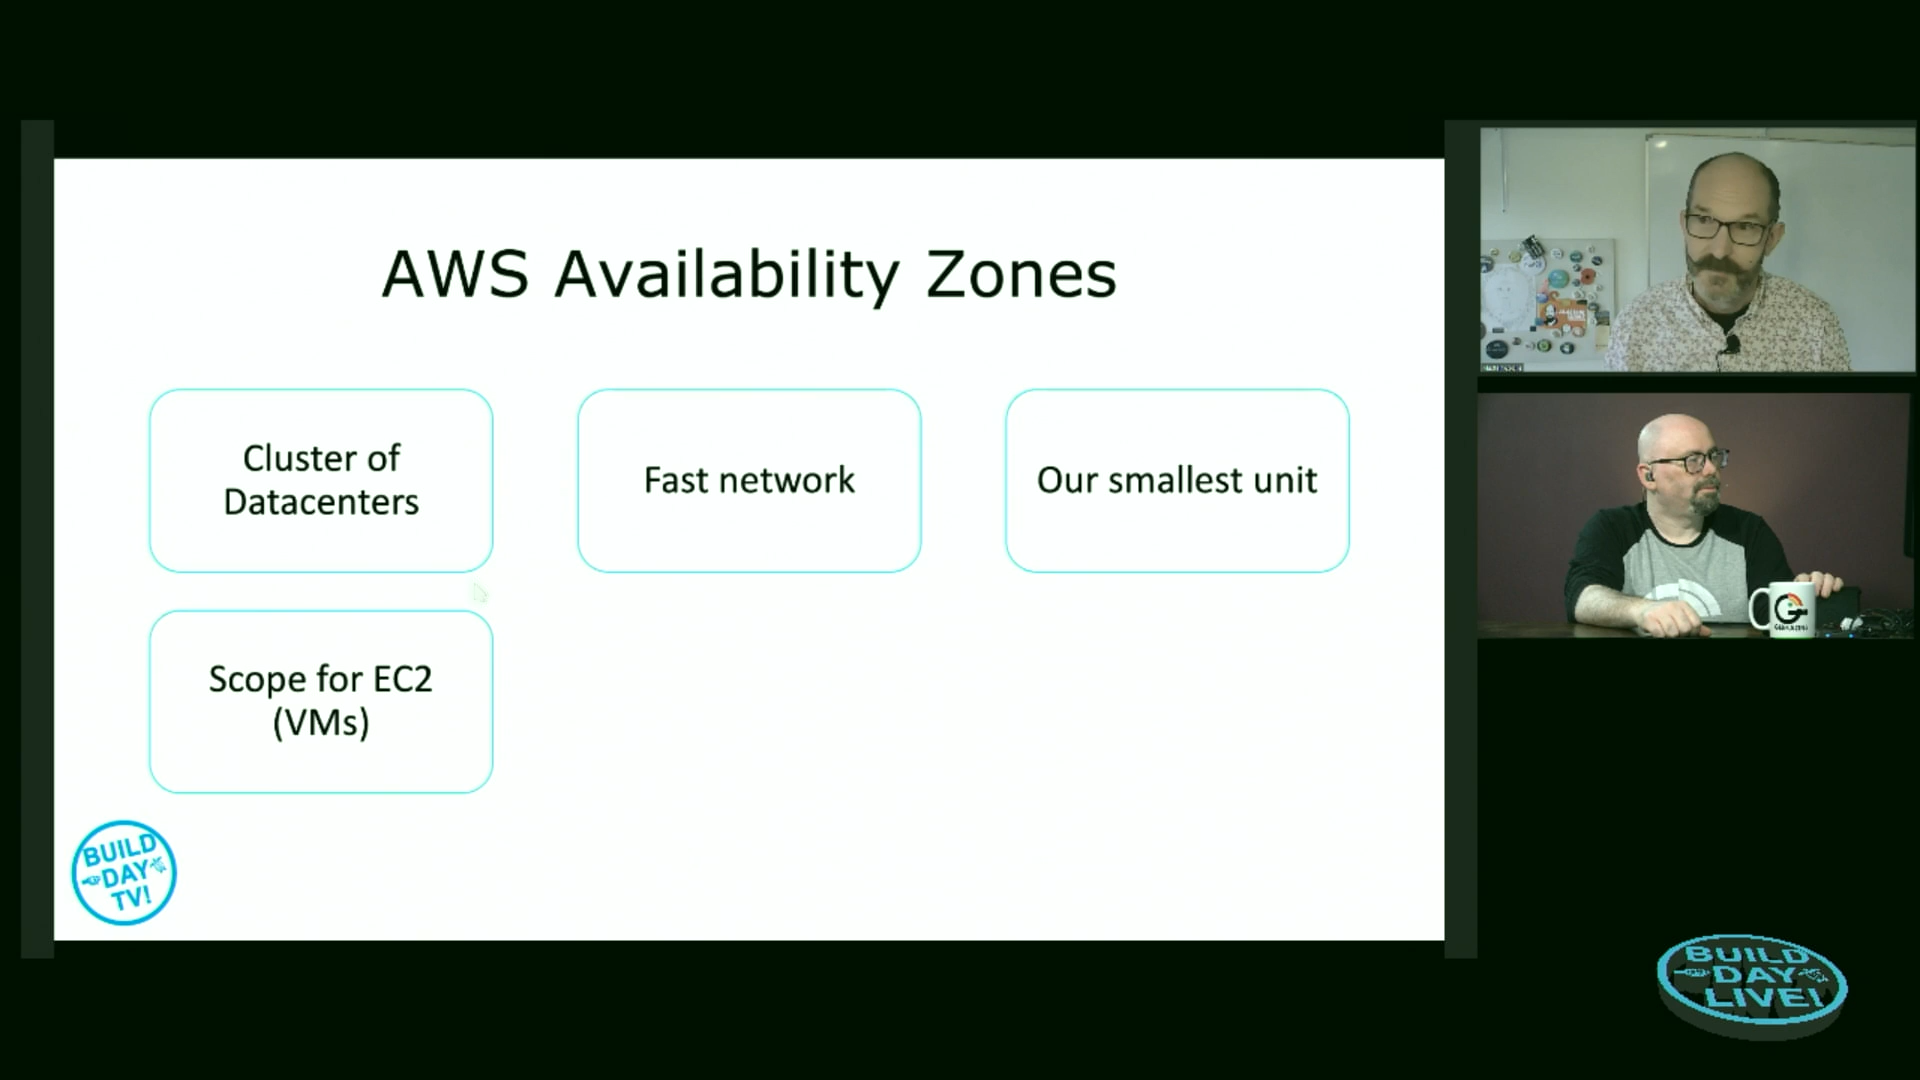 AWS Availability Zones
Cluster of
Datacenters
Fast network
Our smallest unit
Scope for EC2
(VMs)
BUILD
DAY
TV!
BUILD
DAY
LIVE!